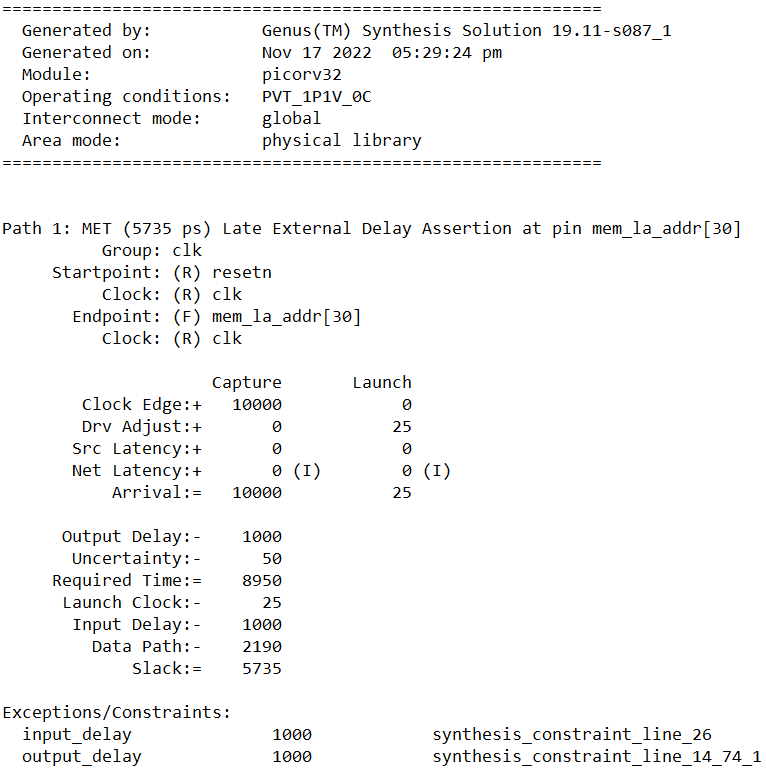 ============================================================
  Generated by:           Genus(TM) Synthesis Solution 19.11-s087_1
  Generated on:           Nov 17 2022  05:29:24 pm
  Module:                 picorv32
  Operating conditions:   PVT_1P1V_0C
  Interconnect mode:      global
  Area mode:              physical library
============================================================
Path 1: MET (5735 ps) Late External Delay Assertion at pin mem_la_addr[30]
          Group: clk
     Startpoint: (R) resetn
          Clock: (R) clk
       Endpoint: (F) mem_la_addr[30]
          Clock: (R) clk
                     Capture       Launch
        Clock Edge:+   10000            0
        Drv Adjust:+       0           25
       Src Latency:+       0            0
       Net Latency:+       0 (I)        0 (I)
           Arrival:=   10000           25
      Output Delay:-    1000
       Uncertainty:-      50
     Required Time:=    8950
      Launch Clock:-      25
       Input Delay:-    1000
         Data Path:-    2190
             Slack:=    5735
Exceptions/Constraints:
  input_delay              1000            synthesis_constraint_line_26
  output_delay             1000            synthesis_constraint_line_14_74_1